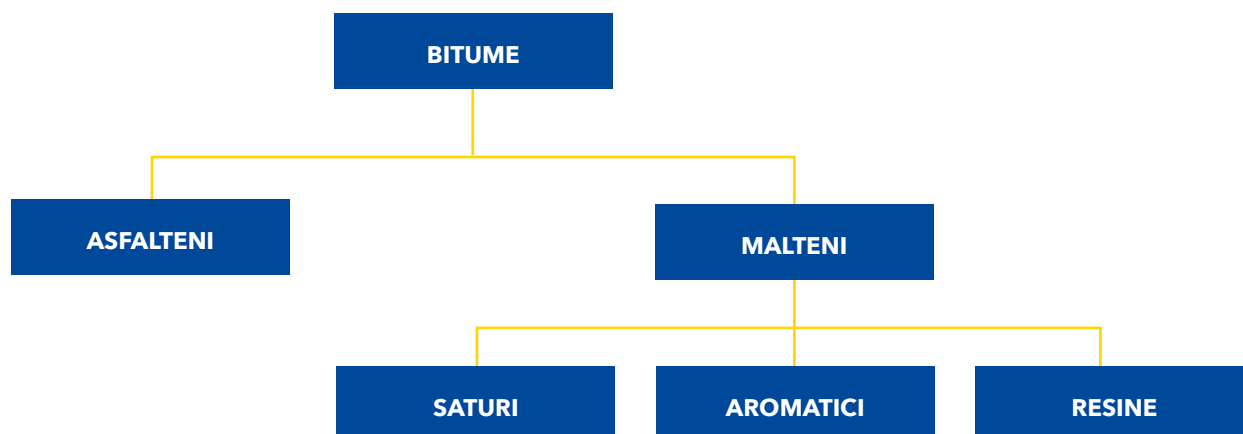 BITUME
ASFALTENI
MALTENI
SATURI
AROMATICI
RESINE